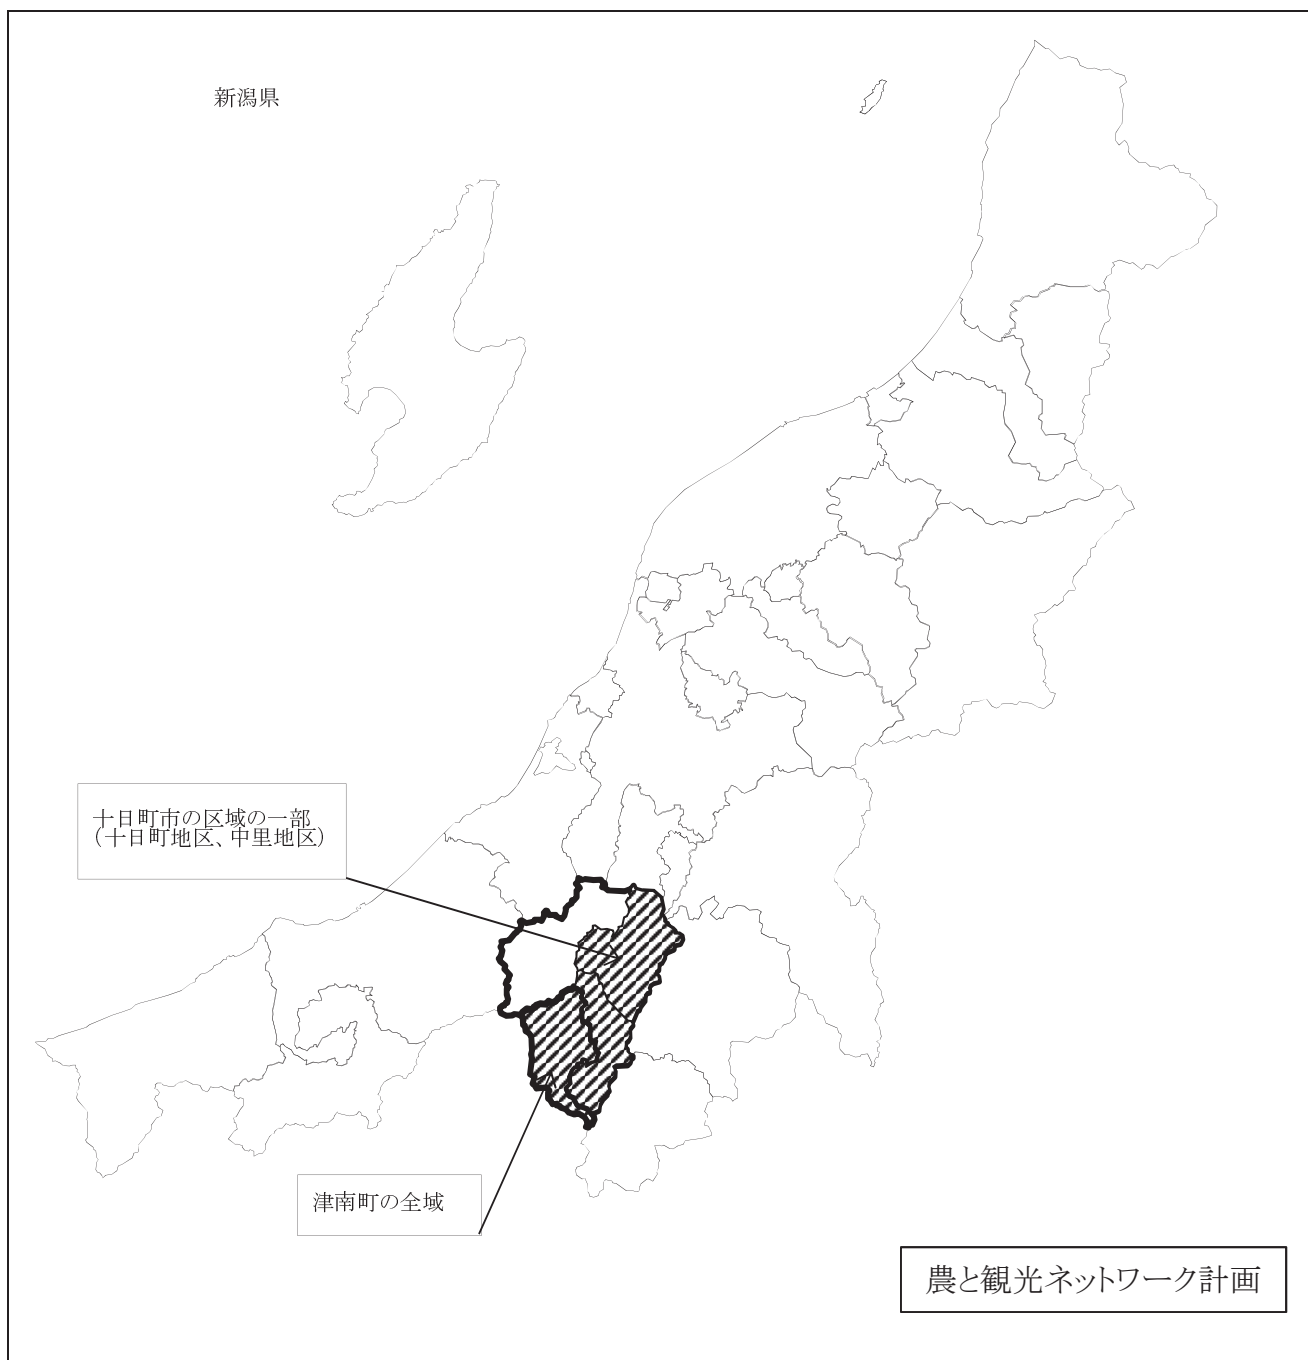 新潟県
十日町市の区域の一部
（十日町地区、中里地区）
津南町の全域
農と観光ネットワーク計画